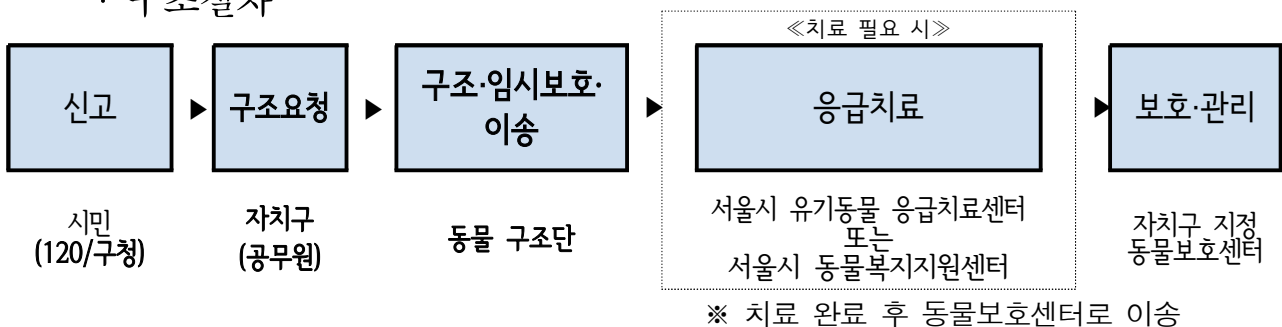 ≪치료 필요 시≫
신고 ▶ 구조요청 ▶ 구조·임시보호· ▶ 응급치료 ▶ 보호·관리
이송
시민
(120/구청)
자치구
(공무원)
동물 구조단
서울시 유기동물 응급치료센터
또는
서울시 동물복지지원센터
자치구 지정
동물보호센터
※ 치료 완료 후 동물보호센터로 이송